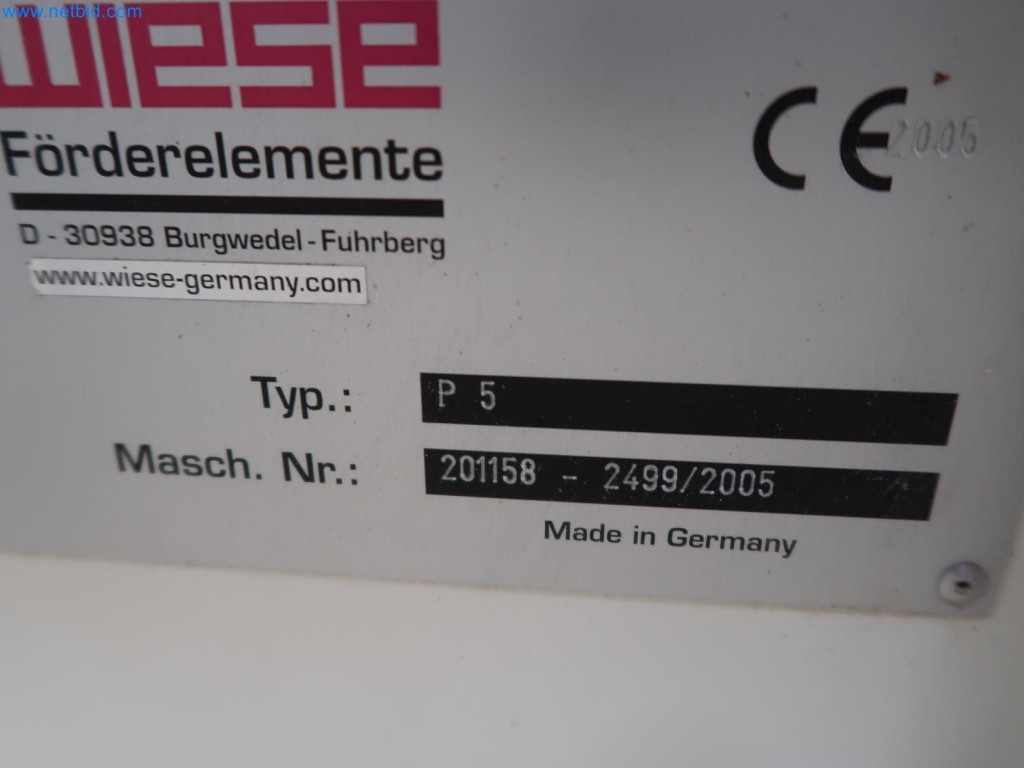 www.netbid.com
WIESE
Förderelemente
D - 30938 Burgwedel - Fuhrberg
www.wiese-germany.com
CE 2005
Typ.: P 5
Masch. Nr.: 201158 - 2499/2005
Made in Germany